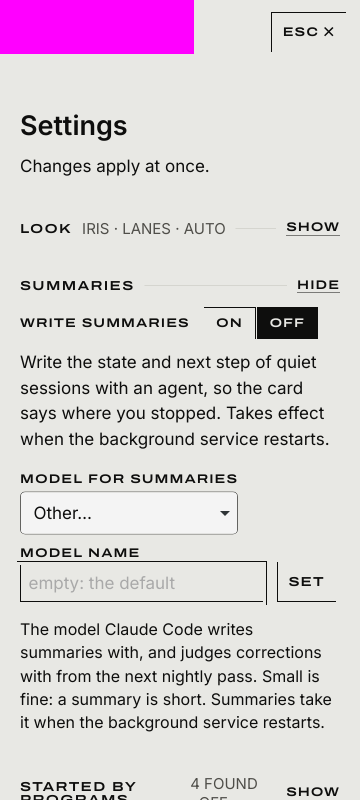 ESC ✕
Settings
Changes apply at once.
LOOK IRIS · LANES · AUTO SHOW
SUMMARIES HIDE
WRITE SUMMARIES ON OFF
Write the state and next step of quiet
sessions with an agent, so the card
says where you stopped. Takes effect
when the background service restarts.
MODEL FOR SUMMARIES
Other...
MODEL NAME
empty: the default SET
The model Claude Code writes
summaries with, and judges corrections
with from the next nightly pass. Small is
fine: a summary is short. Summaries take
it when the background service restarts.
STARTED BY 4 FOUND SHOW
PROGRAMS OFF